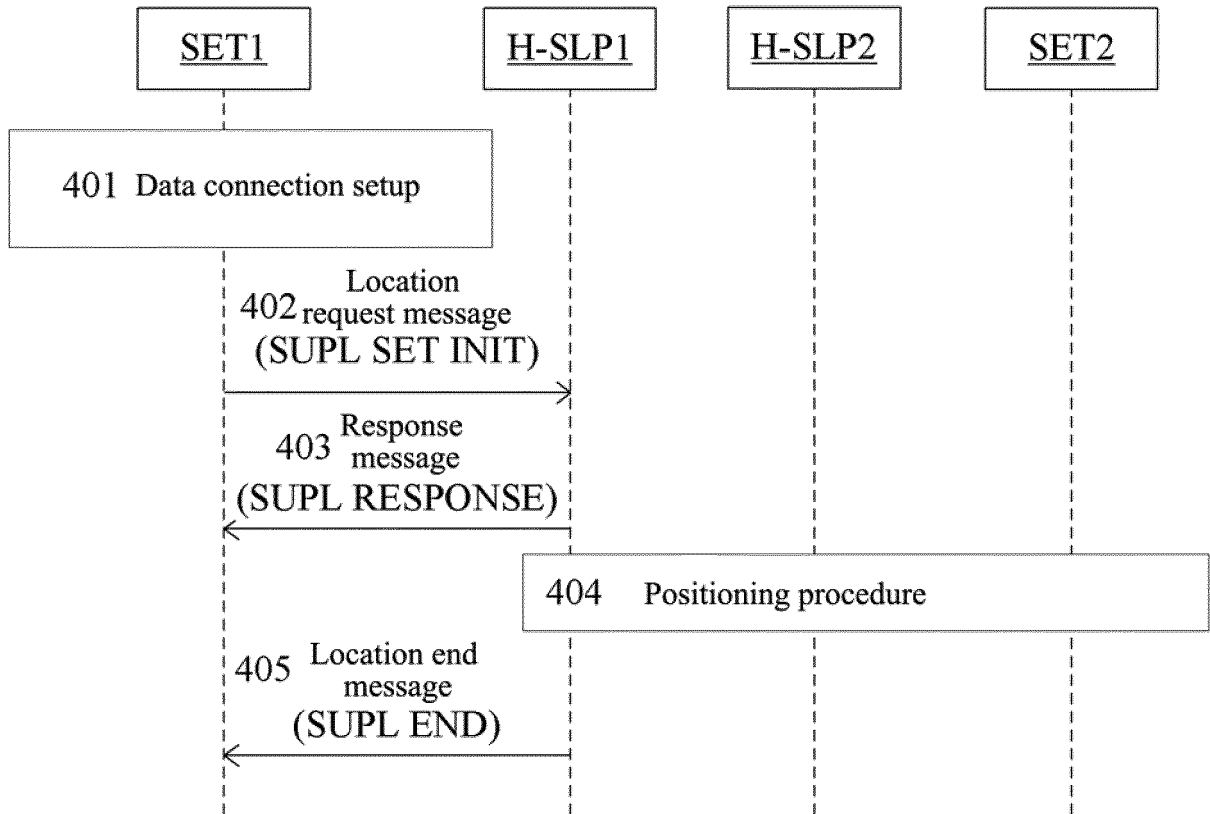 SET1
H-SLP1
H-SLP2
SET2
401 Data connection setup
Location
402 request message
(SUPL SET INIT)
403 Response
message
(SUPL RESPONSE)
404 Positioning procedure
405 Location end
message
(SUPL END)